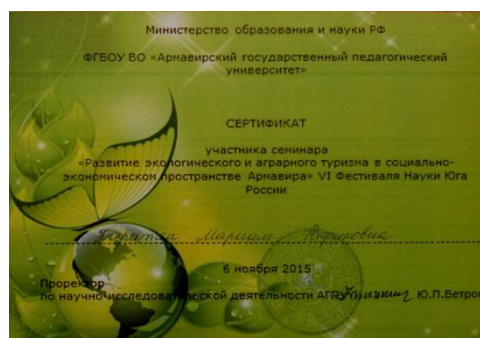 Министерство образования и науки РФ
ФГБОУ ВО «Армавирский государственный педагогический
университет»
СЕРТИФИКАТ
участника семинара
«Развитие экологического и аграрного туризма в социально-
экономическом пространстве Армавира» VI Фестиваля Науки Юга
России
Мариам
6 ноября 2015
Проректор
по научно-исследовательской деятельности АГПУ Ю.П.Ветров